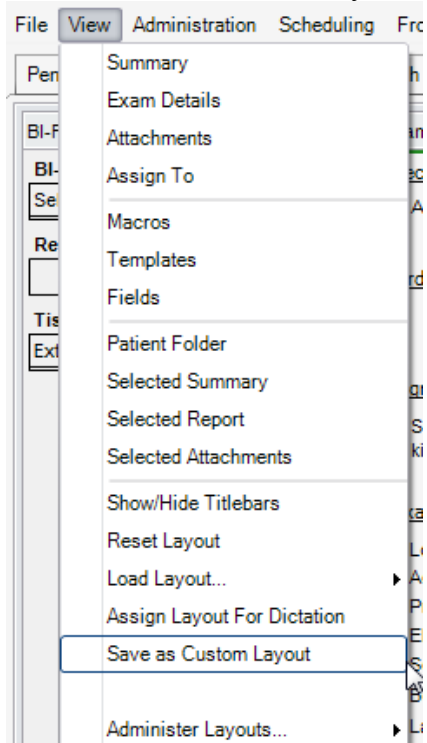 File View Administration Scheduling
Summary
Exam Details
Attachments
Assign To
Macros
Templates
Fields
Patient Folder
Selected Summary
Selected Report
Selected Attachments
Show/Hide Titlebars
Reset Layout
Load Layout...
Assign Layout For Dictation
Save as Custom Layout
Administer Layouts...